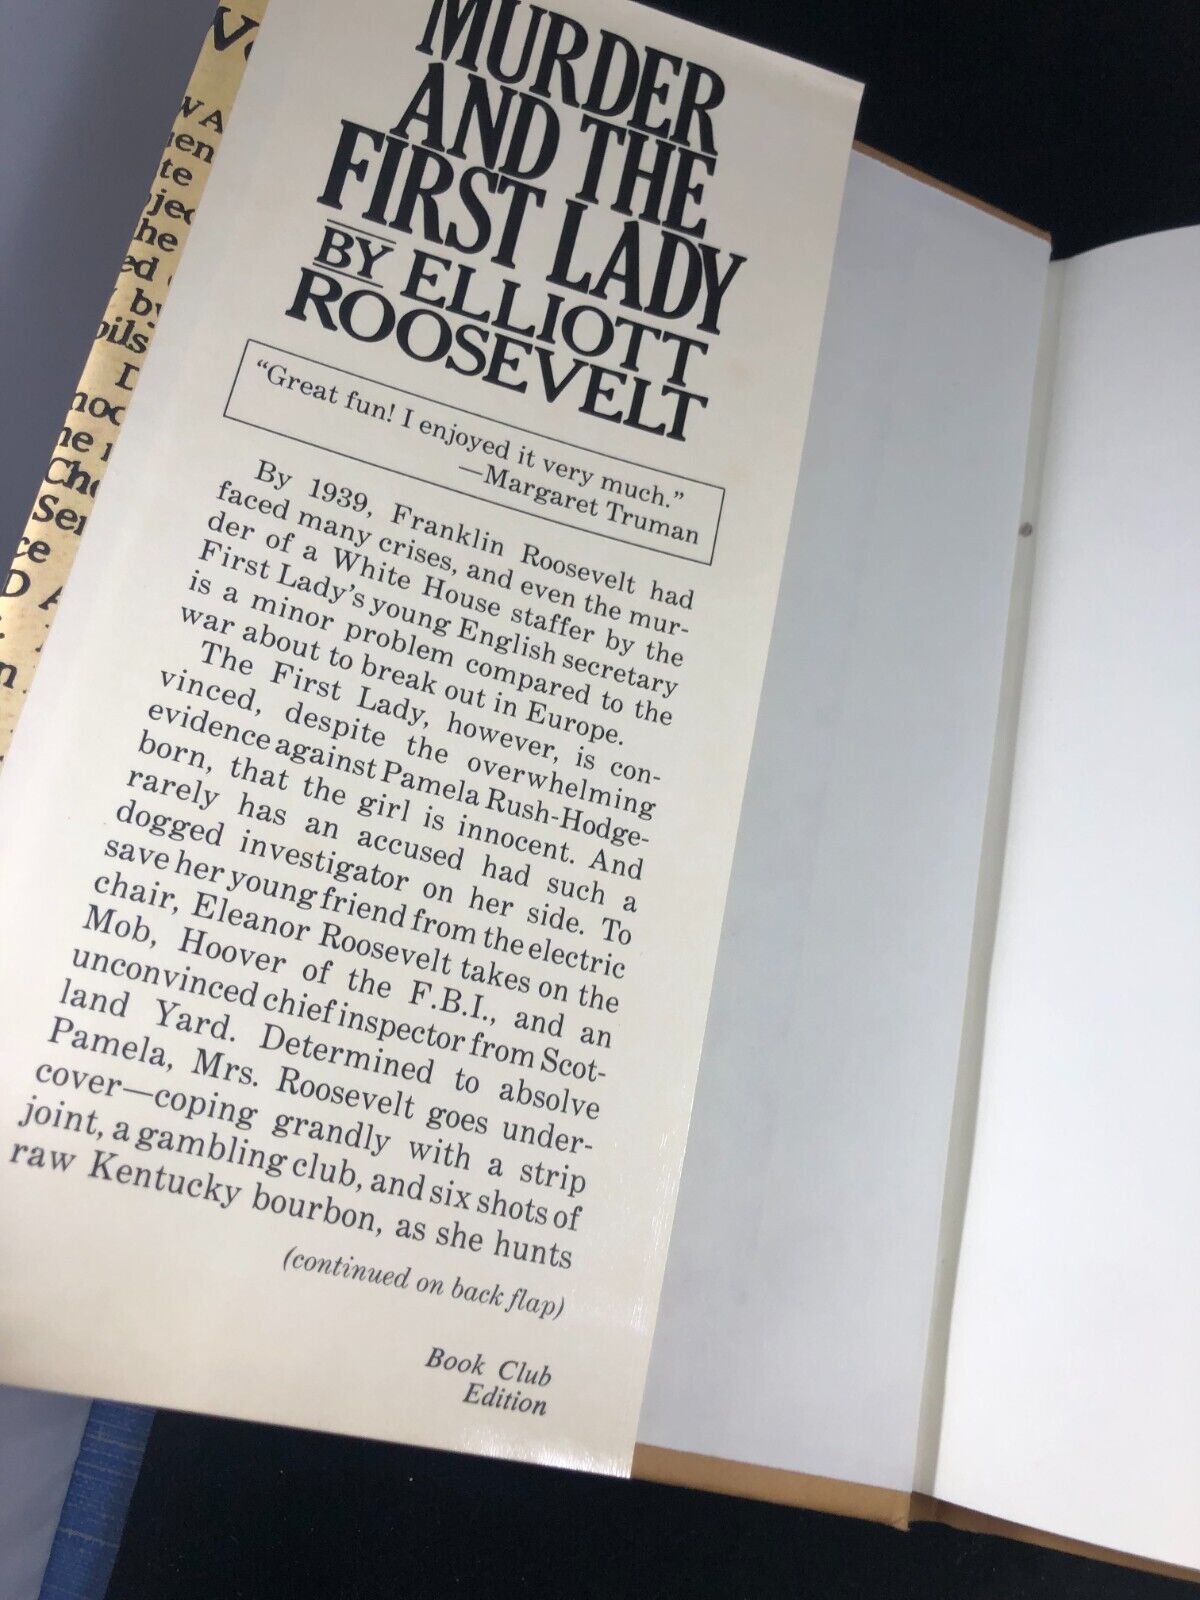 MURDER
AND THE
FIRST LADY
BY ELLIOTT
ROOSEVELT
“Great fun! I enjoyed it very much.”
—Margaret Truman
By 1939, Franklin Roosevelt had
faced many crises, and even the mur-
der of a White House staffer by the
First Lady’s young English secretary
is a minor problem compared to the
war about to break out in Europe.
The First Lady, however, is con-
vinced, despite the overwhelming
evidence against Pamela Rush-Hodge-
born, that the girl is innocent. And
rarely has an accused had such a
dogged investigator on her side. To
save her young friend from the electric
chair, Eleanor Roosevelt takes on the
Mob, Hoover of the F.B.I., and an
unconvinced chief inspector from Scot-
land Yard. Determined to absolve
Pamela, Mrs. Roosevelt goes under-
cover—coping grandly with a strip
joint, a gambling club, and six shots of
raw Kentucky bourbon, as she hunts
(continued on back flap)
Book Club
Edition